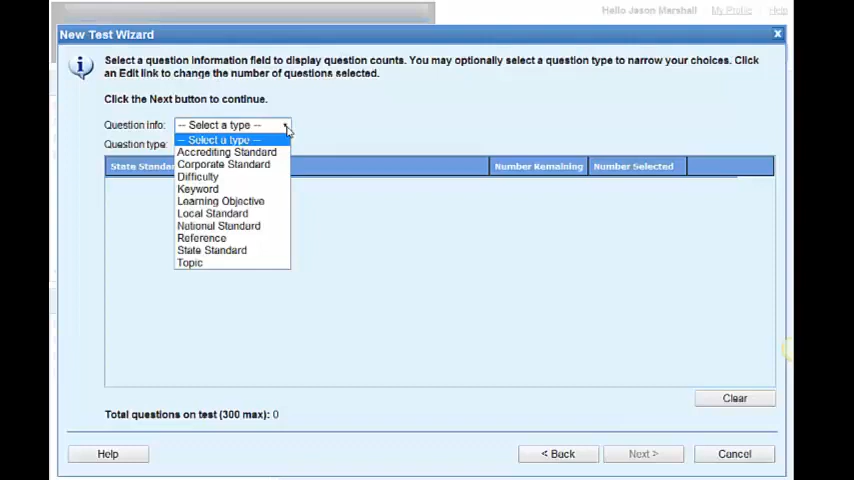 Hello Jason Marshall My Profile Help
New Test Wizard X
Select a question information field to display question counts. You may optionally select a question type to narrow your choices. Click
an Edit link to change the number of questions selected.
Click the Next button to continue.
Question info: -- Select a type --
-- Select a type --
Question type:
Accrediting Standard
Corporate Standard
State Standa Number Remaining Number Selected
Difficulty
Keyword
Learning Objective
Local Standard
National Standard
Reference
State Standard
Topic
Clear
Total questions on test (300 max): 0
Help < Back Next > Cancel